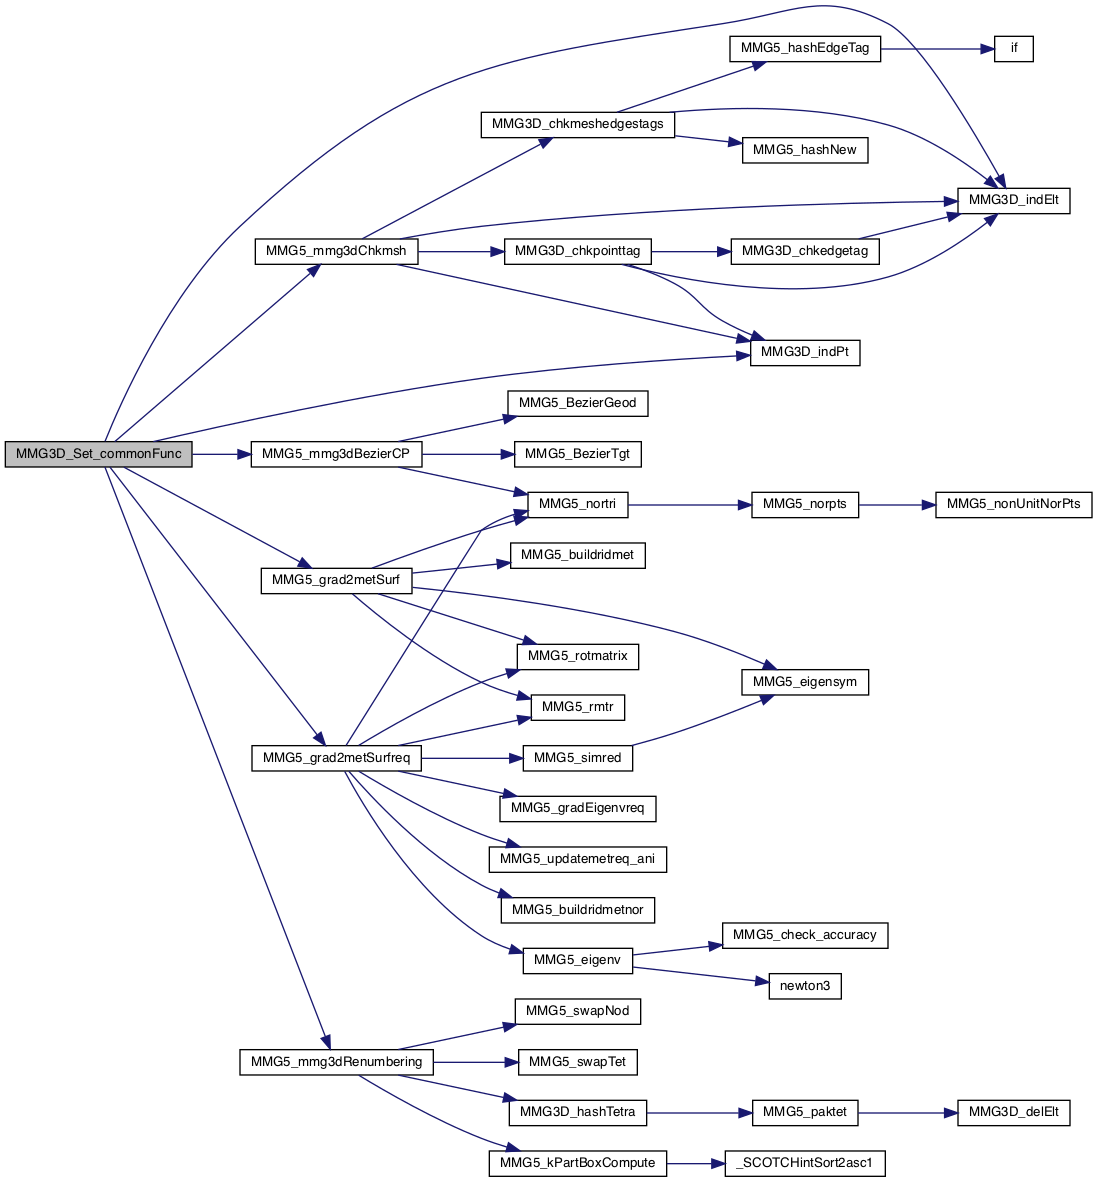 MMG5_hashEdgeTag
if
MMG3D_chkmeshedgestags
MMG5_hashNew
MMG3D_indElt
MMG5_mmg3dChkmsh
MMG3D_chkpointtag
MMG3D_chkedgetag
MMG3D_indPt
MMG5_BezierGeod
MMG3D_Set_commonFunc
MMG5_mmg3dBezierCP
MMG5_BezierTgt
MMG5_nortri
MMG5_norpts
MMG5_nonUnitNorPts
MMG5_buildridmet
MMG5_grad2metSurf
MMG5_rotmatrix
MMG5_eigensym
MMG5_rmtr
MMG5_grad2metSurfreq
MMG5_simred
MMG5_gradEigenvreq
MMG5_updatemetreq_ani
MMG5_buildridmetnor
MMG5_check_accuracy
MMG5_eigenv
newton3
MMG5_swapNod
MMG5_mmg3dRenumbering
MMG5_swapTet
MMG3D_hashTetra
MMG5_paktet
MMG3D_delElt
MMG5_kPartBoxCompute
_SCOTCHintSort2asc1